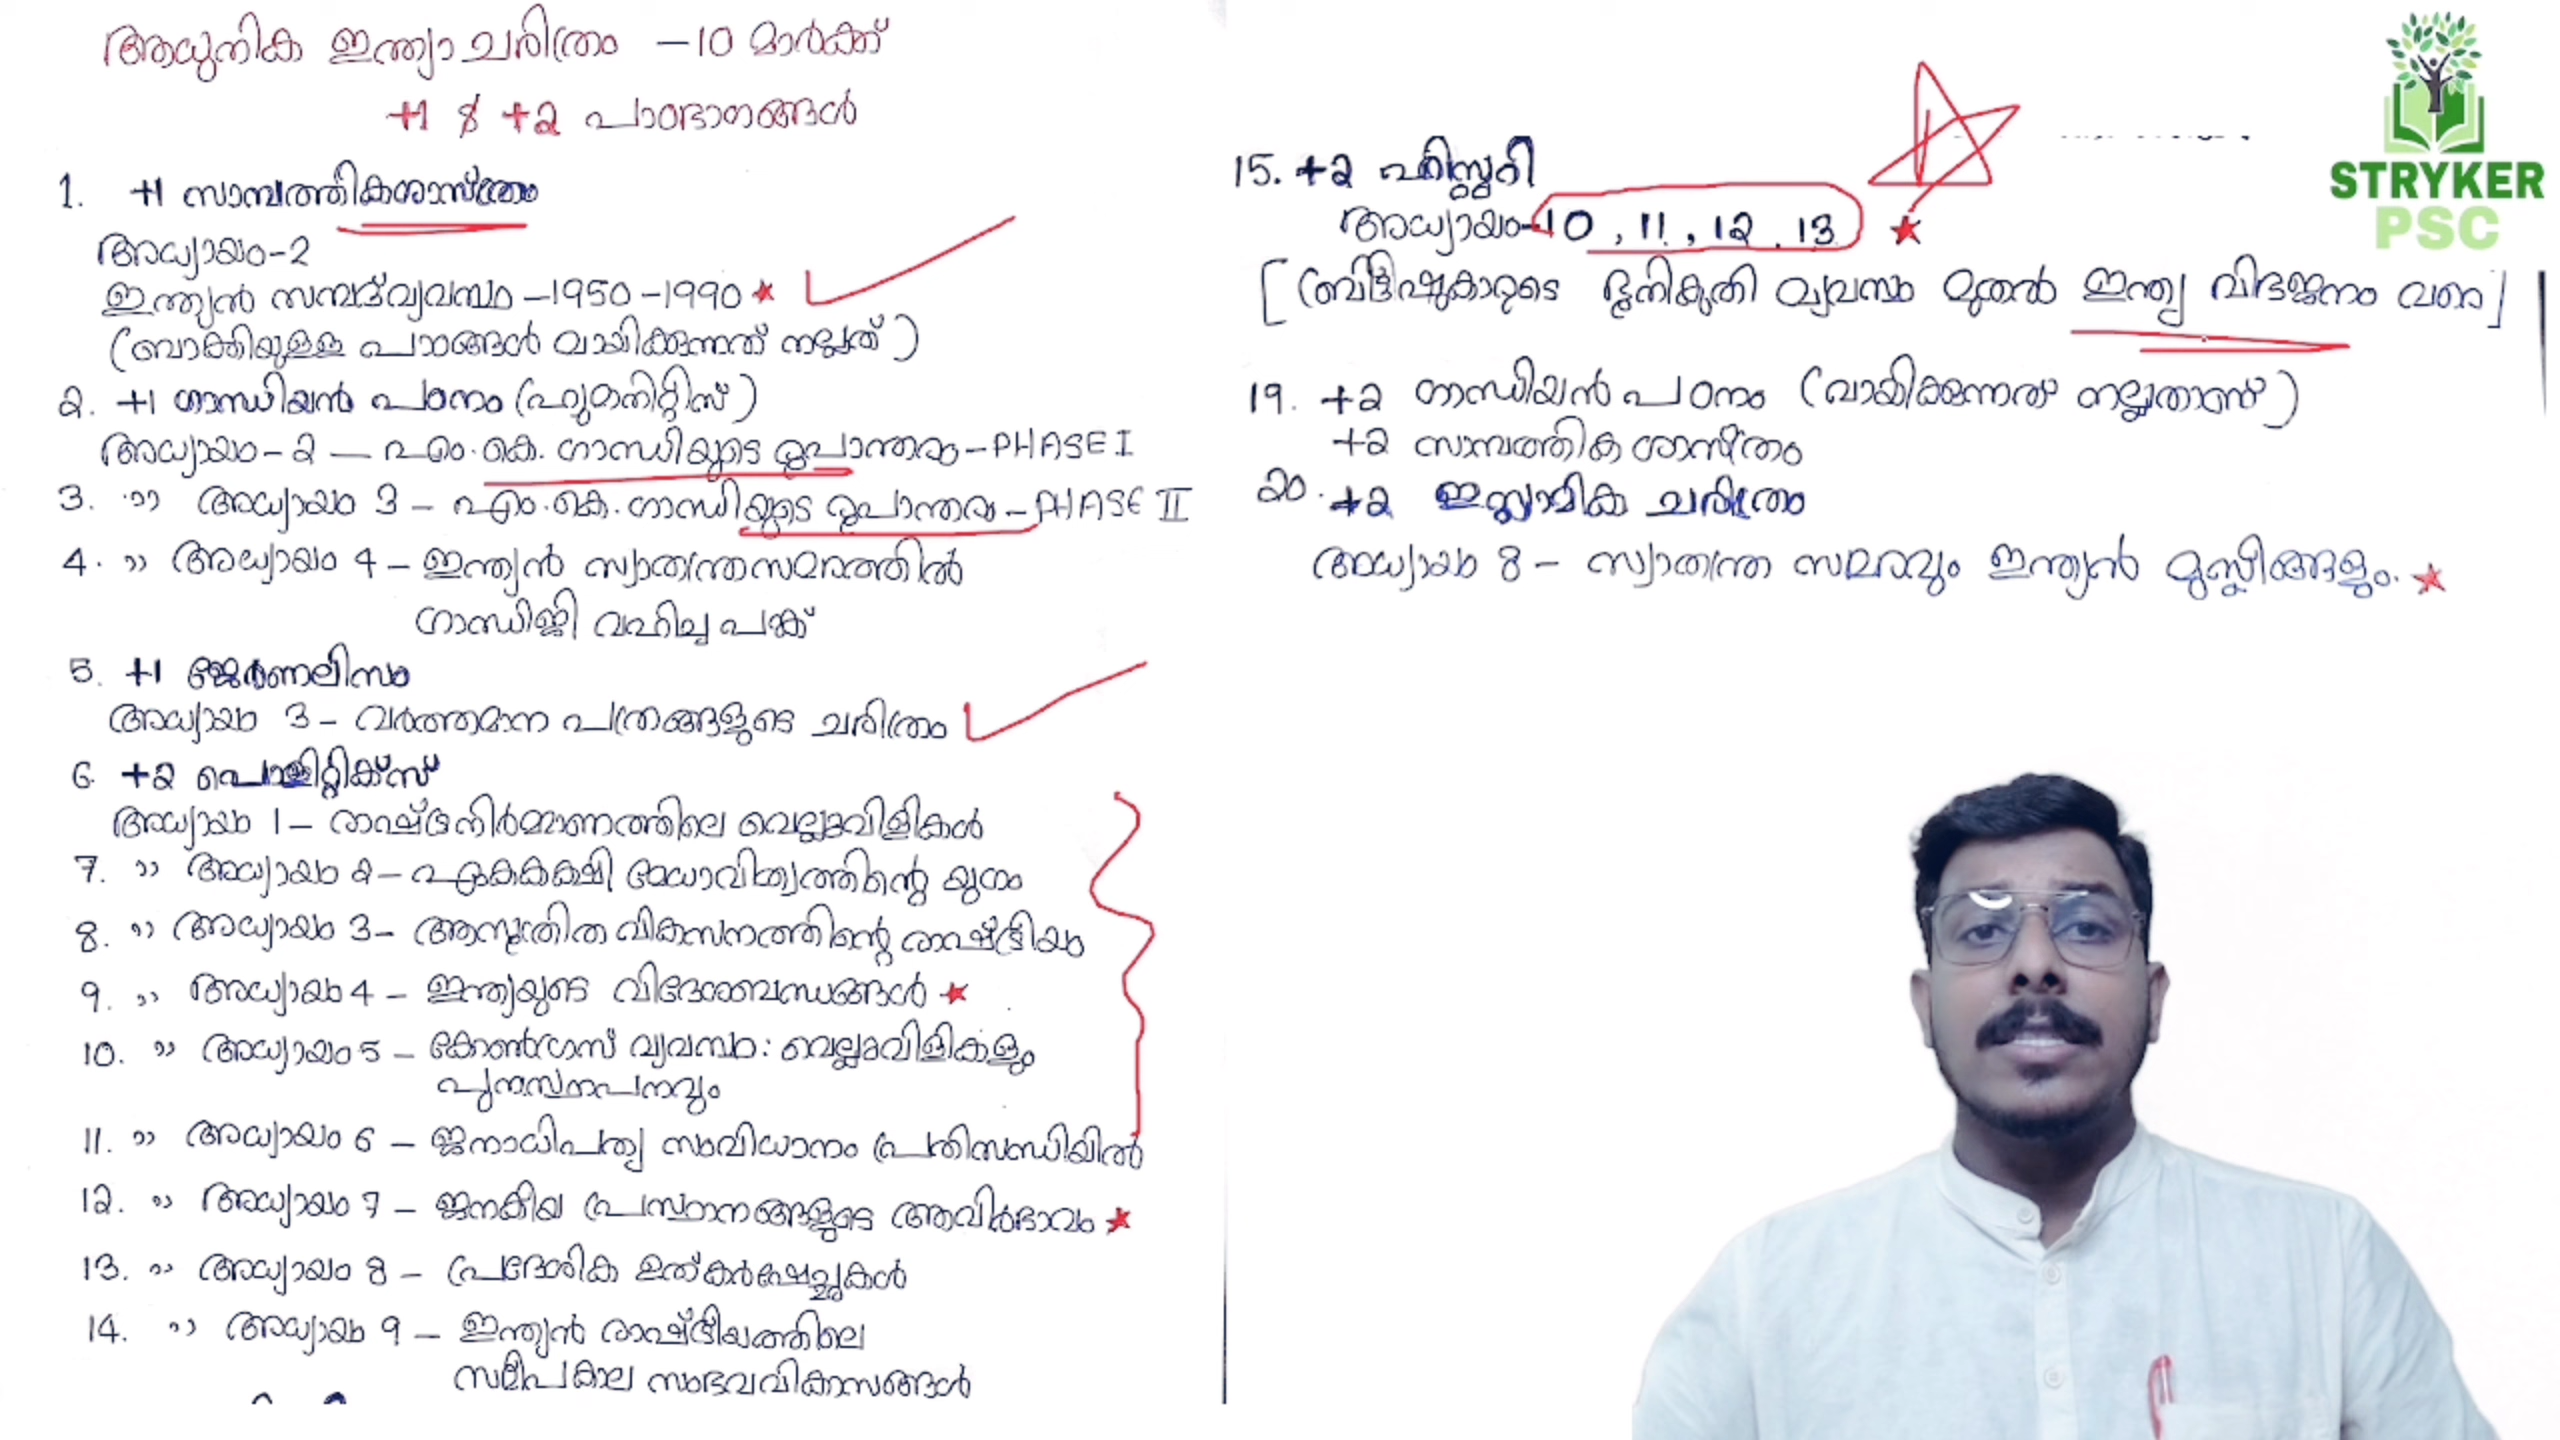 ആധുനിക ഇന്ത്യാ ചരിത്രം - 10 മാർക്ക്
+1 & +2 പാഠഭാഗങ്ങൾ
1. +1 സാമ്പത്തികശാസ്ത്രം
അധ്യായം-2
ഇന്ത്യൻ സമ്പദ്‌വ്യവസ്ഥ - 1950 - 1990 ★
(ബാക്കിയുള്ള പാഠങ്ങൾ വായിക്കുന്നത് നല്ലത്)
2. +1 ഗാന്ധിയൻ പഠനം (ഹ്യുമാനിറ്റീസ്)
അധ്യായം - 2 — എം.കെ. ഗാന്ധിയുടെ രൂപാന്തരം - PHASE I
3. " അധ്യായം 3 - എം.കെ. ഗാന്ധിയുടെ രൂപാന്തരം - PHASE II
4. " അധ്യായം 4 - ഇന്ത്യൻ സ്വാതന്ത്ര്യസമരത്തിൽ
ഗാന്ധിജി വഹിച്ച പങ്ക്
5. +1 ജേർണലിസം
അധ്യായം 3 - വർത്തമാന പത്രങ്ങളുടെ ചരിത്രം
6. +2 പൊളിറ്റിക്സ്
അധ്യായം 1 - രാഷ്ട്രനിർമ്മാണത്തിലെ വെല്ലുവിളികൾ
7. " അധ്യായം 2 - ഏകകക്ഷി മേധാവിത്വത്തിന്റെ യുഗം
8. " അധ്യായം 3 - ആസൂത്രിത വികസനത്തിന്റെ രാഷ്ട്രീയം
9. " അധ്യായം 4 - ഇന്ത്യയുടെ വിദേശബന്ധങ്ങൾ ★
10. " അധ്യായം 5 - കോൺഗ്രസ് വ്യവസ്ഥ : വെല്ലുവിളികളും
പുനഃസ്ഥാപനവും
11. " അധ്യായം 6 - ജനാധിപത്യ സംവിധാനം പ്രതിസന്ധിയിൽ
12. " അധ്യായം 7 - ജനകീയ പ്രസ്ഥാനങ്ങളുടെ ആവിർഭാവം ★
13. " അധ്യായം 8 - പ്രാദേശിക ഉത്കർഷേച്ഛകൾ
14. " അധ്യായം 9 - ഇന്ത്യൻ രാഷ്ട്രീയത്തിലെ
സമീപകാല സംഭവവികാസങ്ങൾ
15. +2 ഹിസ്റ്ററി
അധ്യായം - 10, 11, 12, 13 ★
[ബ്രിട്ടീഷുകാറുടെ ഭൂനികുതി വ്യവസ്ഥ മുതൽ ഇന്ത്യ വിഭജനം വരെ]
19. +2 ഗാന്ധിയൻ പഠനം (വായിക്കുന്നത് നല്ലതാണ്)
+2 സാമ്പത്തിക ശാസ്ത്രം
20. +2 ഇസ്ലാമിക ചരിത്രം
അധ്യായം 8 - സ്വാതന്ത്ര സമരവും ഇന്ത്യൻ മുസ്ലീങ്ങളും. ★
STRYKER
PSC